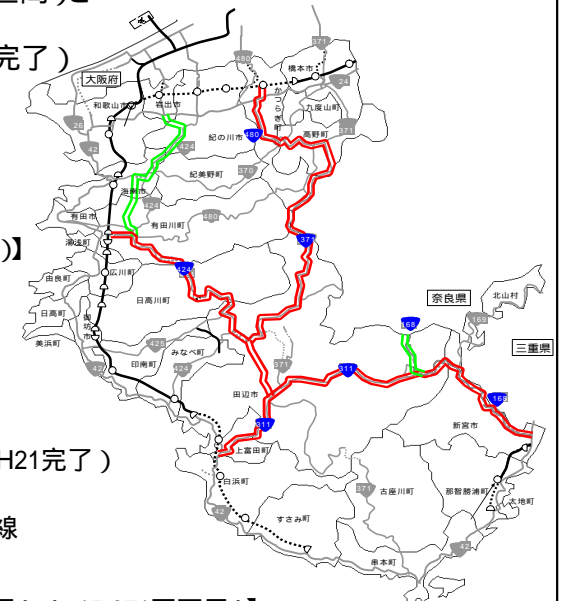 完了）
大阪府
480
371
橋本市
24
和歌山市
岩出市
かつらぎ町
九度山町
26
紀の川市
480
高野町
371
42
424
海南市
紀美野町
370
有田市
有田川町
480
湯浅町
)】
371
424
広川町
由良町
日高川町
奈良県
北山村
日高町
御坊市
168
169
美浜町
425
みなべ町
三重県
印南町
42
424
371
311
田辺市
168
311
新宮市
H21完了）
上富田町
白浜町
371
古座川町
那智勝浦町
太地町
42
すさみ町
線
42
串本町